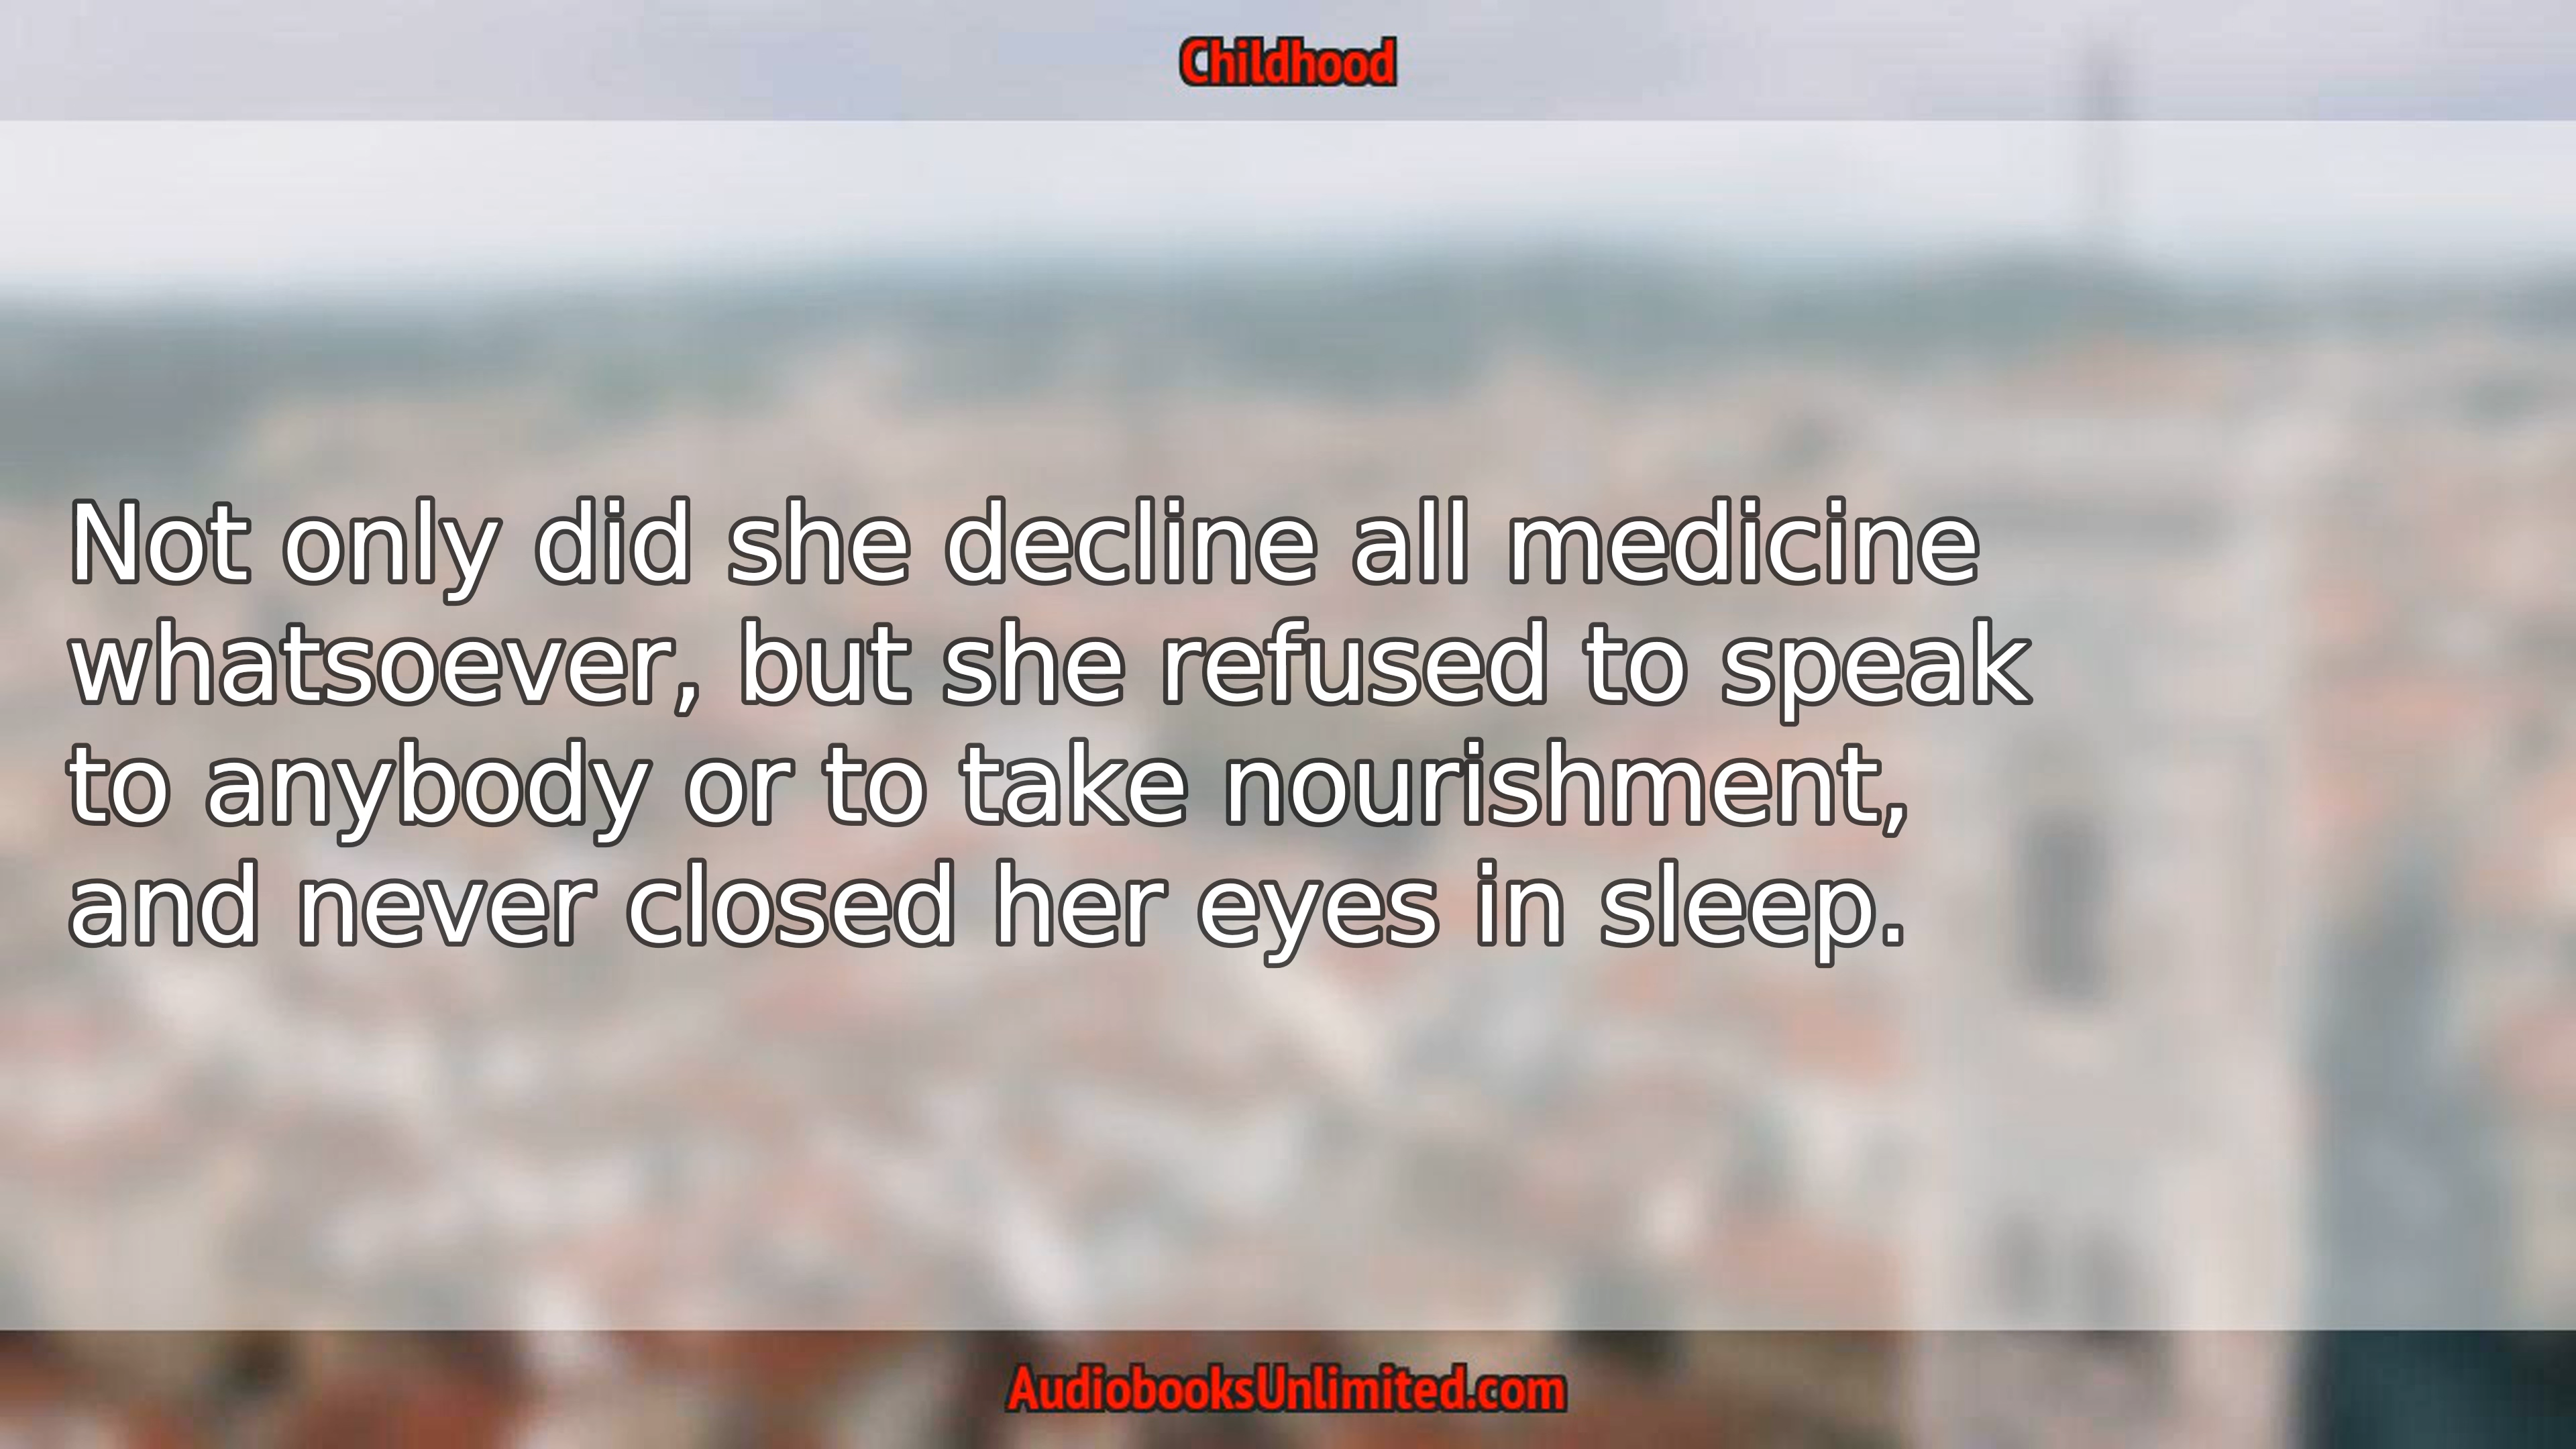 Childhood
Not only did she decline all medicine
whatsoever, but she refused to speak
to anybody or to take nourishment,
and never closed her eyes in sleep.
AudiobooksUnlimited.com